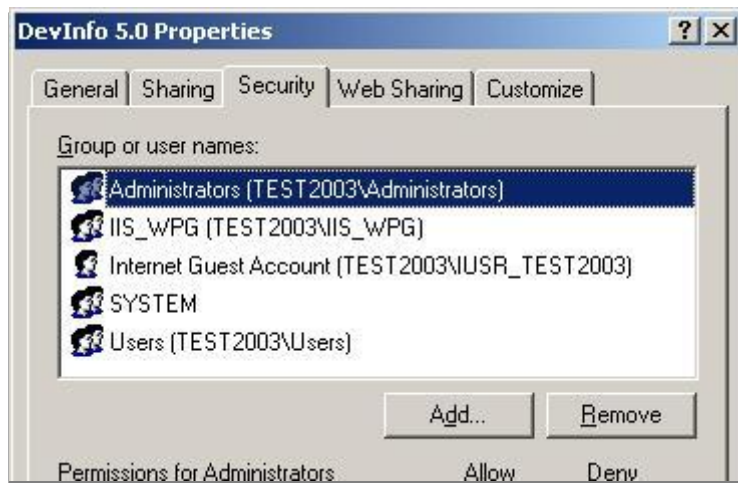 DevInfo 5.0 Properties ? ×
General Sharing Security Web Sharing Customize
Group or user names:
Administrators (TEST2003\Administrators)
IIS_WPG (TEST2003\IIS_WPG)
Internet Guest Account (TEST2003\IUSR_TEST2003)
SYSTEM
Users (TEST2003\Users)
Add... Remove
Permissions for Administrators Allow Deny